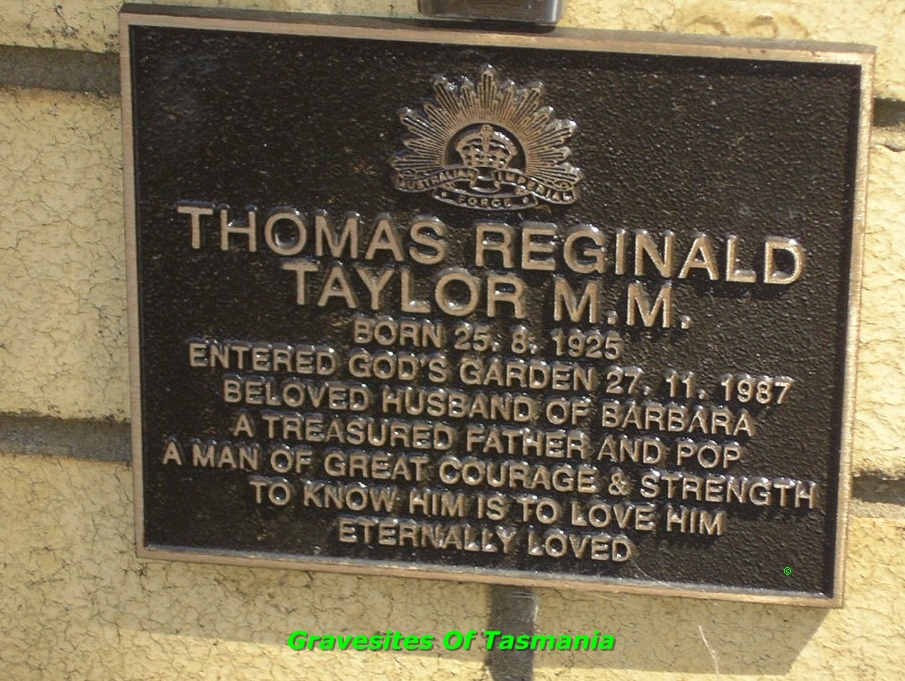 AUSTRALIAN IMPERIAL
FORCE
THOMAS REGINALD
TAYLOR M.M.
BORN 25. 8. 1925
ENTERED GOD'S GARDEN 27. 11. 1987
BELOVED HUSBAND OF BARBARA
A TREASURED FATHER AND POP
A MAN OF GREAT COURAGE & STRENGTH
TO KNOW HIM IS TO LOVE HIM
ETERNALLY LOVED
©
Gravesites Of Tasmania